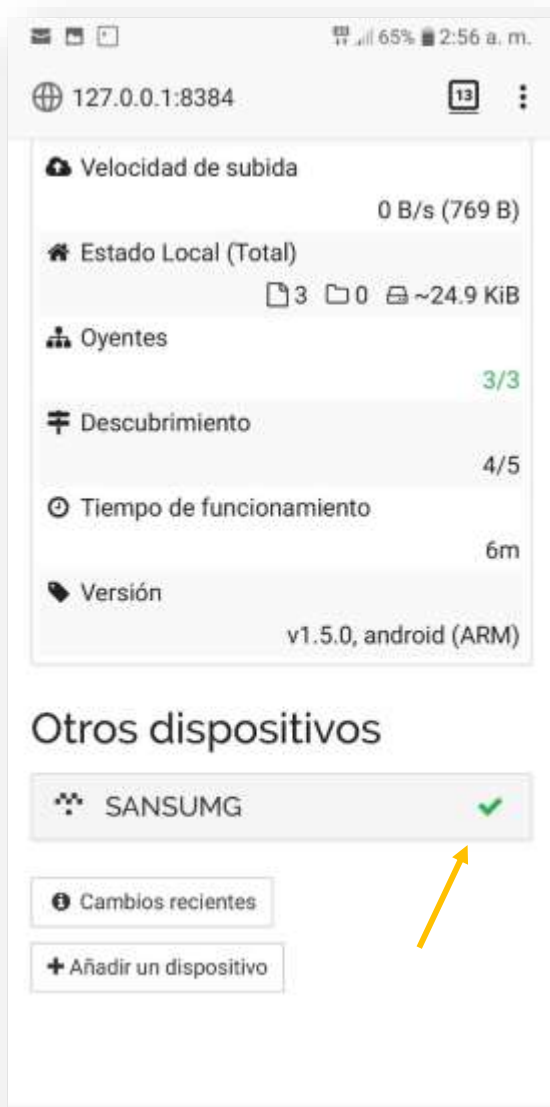 65% 2:56 a. m.
127.0.0.1:8384
13
Velocidad de subida
0 B/s (769 B)
Estado Local (Total)
3 0 ~24.9 KiB
Oyentes
3/3
Descubrimiento
4/5
Tiempo de funcionamiento
6m
Versión
v1.5.0, android (ARM)
Otros dispositivos
SANSUMG
Cambios recientes
+ Añadir un dispositivo